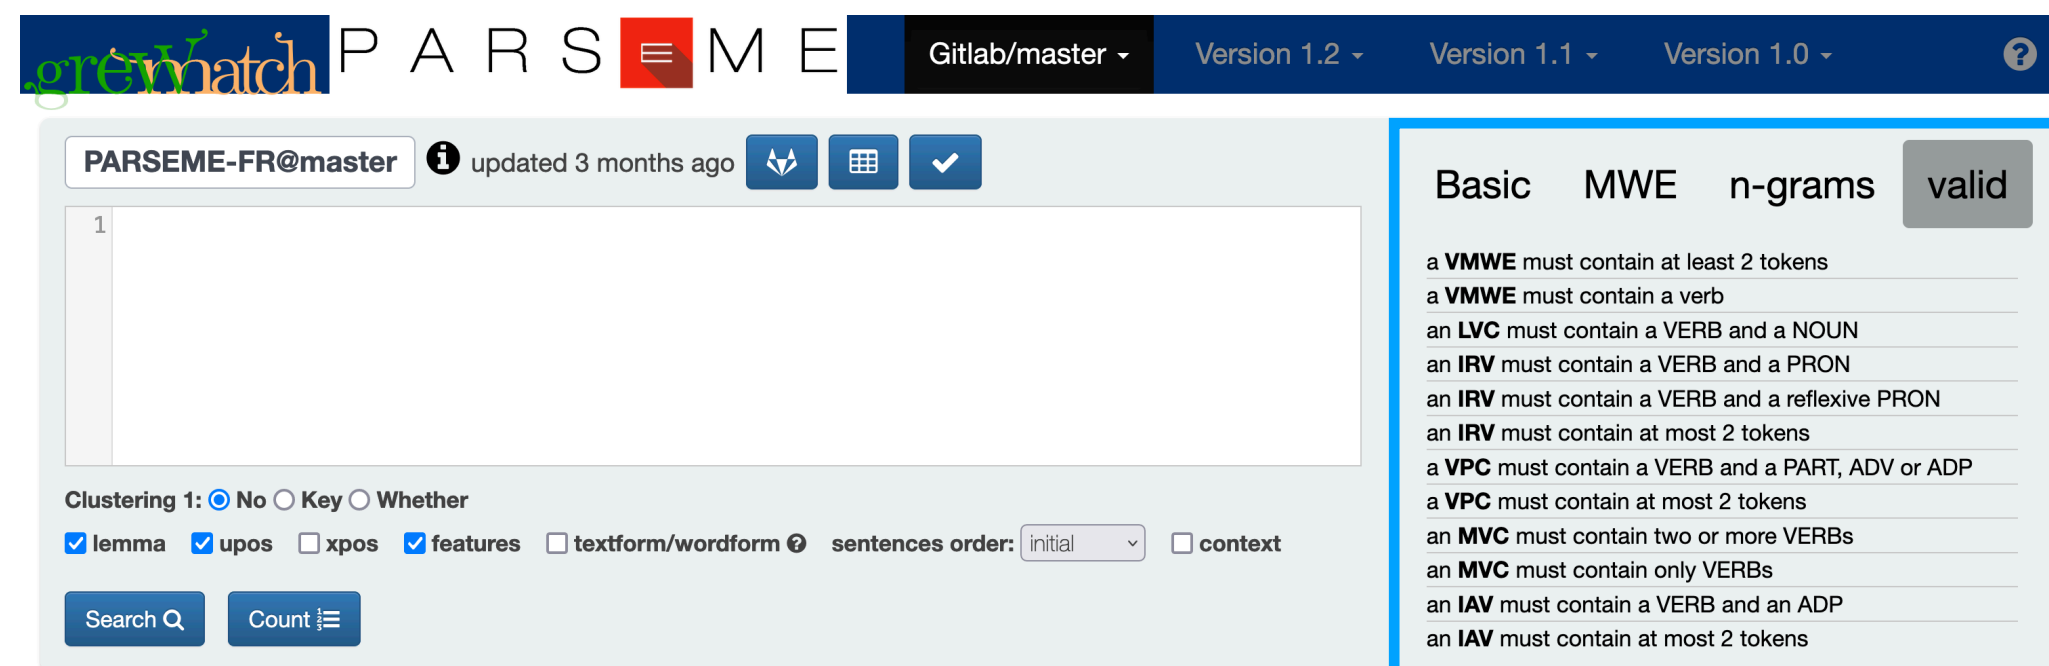 grewmatch PARSEME Gitlab/master Version 1.2 Version 1.1 Version 1.0 ?
PARSEME-FR@master i updated 3 months ago
1
Clustering 1: No Key Whether
lemma upos xpos features textform/wordform ? sentences order: initial context
Search Count
Basic MWE n-grams valid
a VMWE must contain at least 2 tokens
a VMWE must contain a verb
an LVC must contain a VERB and a NOUN
an IRV must contain a VERB and a PRON
an IRV must contain a VERB and a reflexive PRON
an IRV must contain at most 2 tokens
a VPC must contain a VERB and a PART, ADV or ADP
a VPC must contain at most 2 tokens
an MVC must contain two or more VERBs
an MVC must contain only VERBs
an IAV must contain a VERB and an ADP
an IAV must contain at most 2 tokens